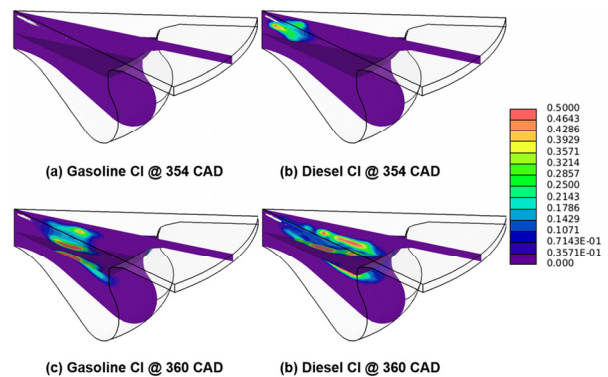 (a) Gasoline CI @ 354 CAD
(b) Diesel CI @ 354 CAD
0.5000
0.4643
0.4286
0.3929
0.3571
0.3214
0.2857
0.2500
0.2143
0.1786
0.1429
0.1071
0.7143E-01
0.3571E-01
0.000
(c) Gasoline CI @ 360 CAD
(b) Diesel CI @ 360 CAD